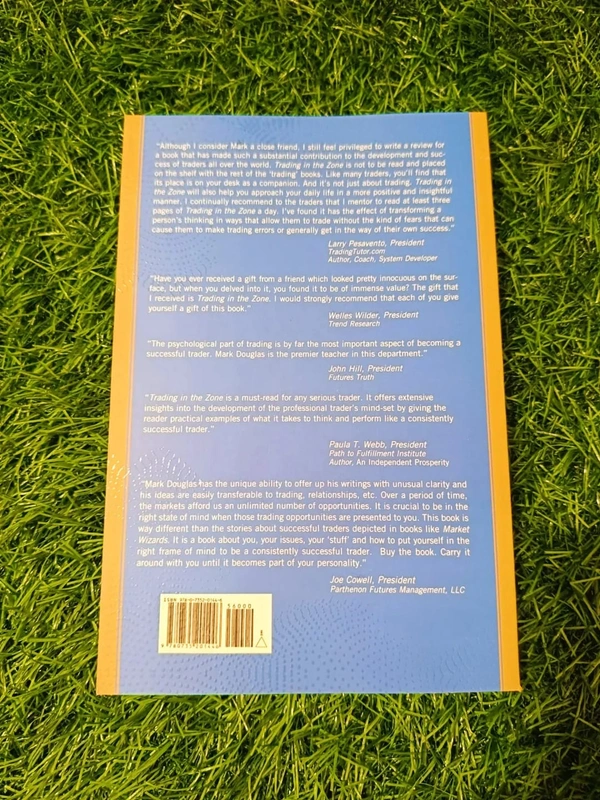 "Although I consider Mark a close friend, I still feel privileged to write a review for
a book that has made such a substantial contribution to the development and suc-
cess of traders all over the world. Trading in the Zone is not to be read and placed
on the shelf with the rest of the 'trading' books. Like many traders, you'll find that
its place is on your desk as a companion. And it's not just about trading. Trading in
the Zone will also help you approach your daily life in a more positive and insightful
manner. I continually recommend to the traders that I mentor to read at least three
pages of Trading in the Zone a day. I've found it has the effect of transforming a
person's thinking in ways that allow them to trade without the kind of fears that can
cause them to make trading errors or generally get in the way of their own success."
Larry Pesavento, President
TradingTutor.com
Author, Coach, System Developer
"Have you ever received a gift from a friend which looked pretty innocuous on the sur-
face, but when you delved into it, you found it to be of immense value? The gift that
I received is Trading in the Zone. I would strongly recommend that each of you give
yourself a gift of this book."
Welles Wilder, President
Trend Research
"The psychological part of trading is by far the most important aspect of becoming a
successful trader. Mark Douglas is the premier teacher in this department."
John Hill, President
Futures Truth
"Trading in the Zone is a must-read for any serious trader. It offers extensive
insights into the development of the professional trader's mind-set by giving the
reader practical examples of what it takes to think and perform like a consistently
successful trader."
Paula T. Webb, President
Path to Fulfillment Institute
Author, An Independent Prosperity
"Mark Douglas has the unique ability to offer up his writings with unusual clarity and
his ideas are easily transferable to trading, relationships, etc. Over a period of time,
the markets afford us an unlimited number of opportunities. It is crucial to be in the
right state of mind when those trading opportunities are presented to you. This book is
way different than the stories about successful traders depicted in books like Market
Wizards. It is a book about you, your issues, your 'stuff' and how to put yourself in the
right frame of mind to be a consistently successful trader. Buy the book. Carry it
around with you until it becomes part of your personality."
Joe Cowell, President
Parthenon Futures Management, LLC
ISBN 978-0-7352-0144-6
56000
9780735201446